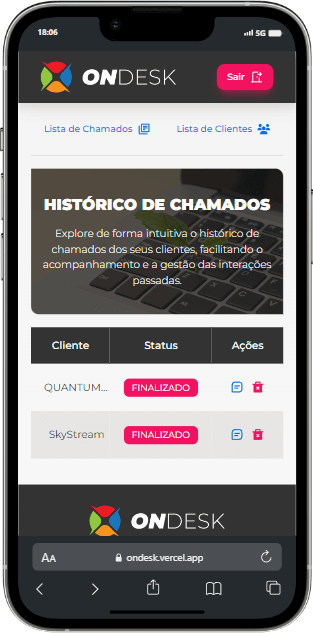 18:06
5G 90
ONDESK
Sair
Lista de Chamados
Lista de Clientes
HISTÓRICO DE CHAMADOS
Explore de forma intuitiva o histórico de
chamados dos seus clientes, facilitando o
acompanhamento e a gestão das interações
passadas.
Cliente Status Ações
QUANTUM... FINALIZADO
SkyStream FINALIZADO
ONDESK
AA ondesk.vercel.app